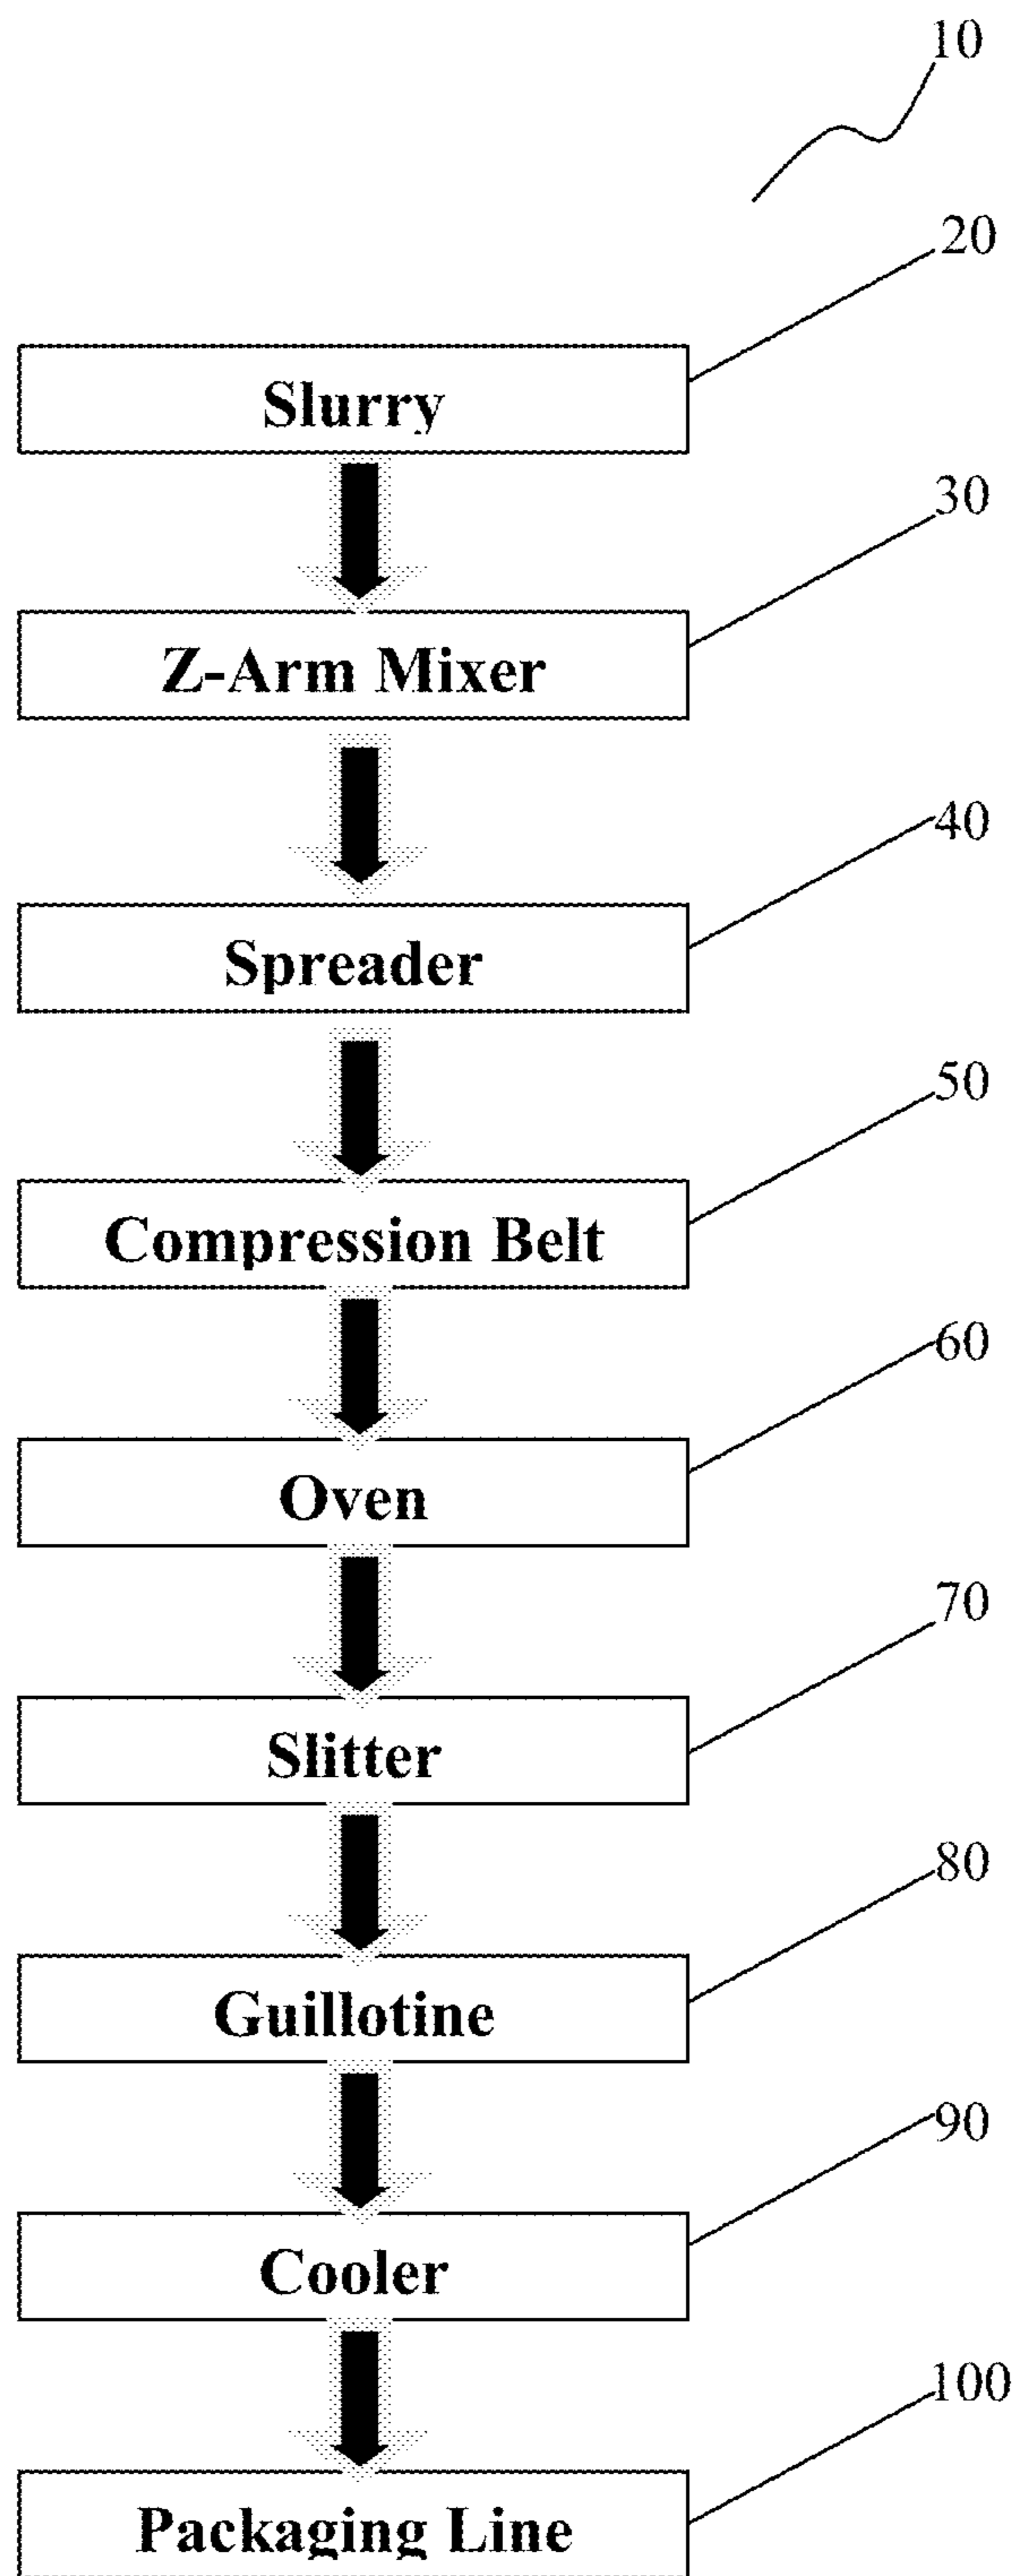 10
20
Slurry
30
Z-Arm Mixer
40
Spreader
50
Compression Belt
60
Oven
70
Slitter
80
Guillotine
90
Cooler
100
Packaging Line